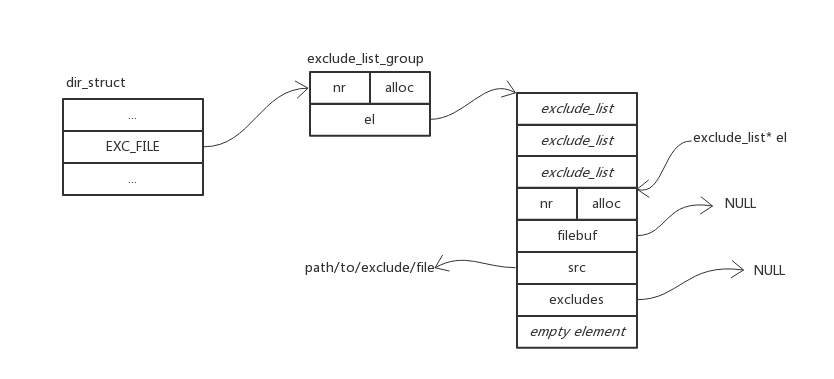 dir_struct
...
EXC_FILE
...
exclude_list_group
nr alloc
el
exclude_list
exclude_list
exclude_list
nr alloc
filebuf
src
excludes
empty element
exclude_list* el
NULL
path/to/exclude/file
NULL